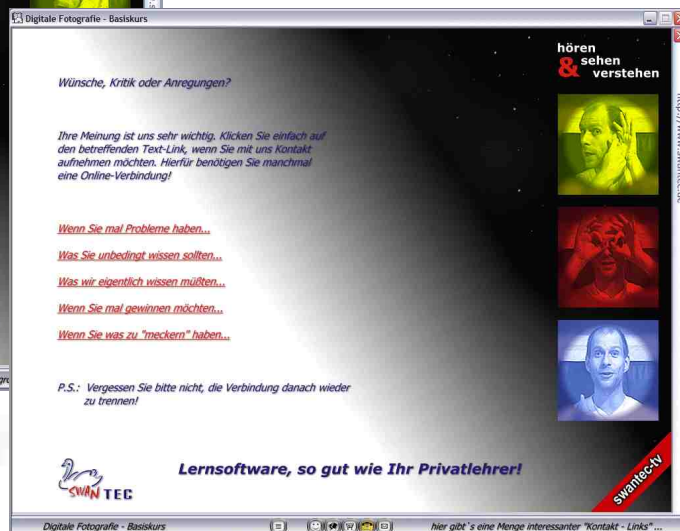 Digitale Fotografie - Basiskurs
hören
& sehen
verstehen
Wünsche, Kritik oder Anregungen?
Ihre Meinung ist uns sehr wichtig. Klicken Sie einfach auf
den betreffenden Text-Link, wenn Sie mit uns Kontakt
aufnehmen möchten. Hierfür benötigen Sie manchmal
eine Online-Verbindung!
Wenn Sie mal Probleme haben...
Was Sie unbedingt wissen sollten...
Was wir eigentlich wissen müßten...
Wenn Sie mal gewinnen möchten...
Wenn Sie was zu "meckern" haben...
P.S.: Vergessen Sie bitte nicht, die Verbindung danach wieder
zu trennen!
SWAN TEC
Lernsoftware, so gut wie Ihr Privatlehrer!
swantec-tv
Digitale Fotografie - Basiskurs
hier gibt`s eine Menge interessanter "Kontakt - Links" ...